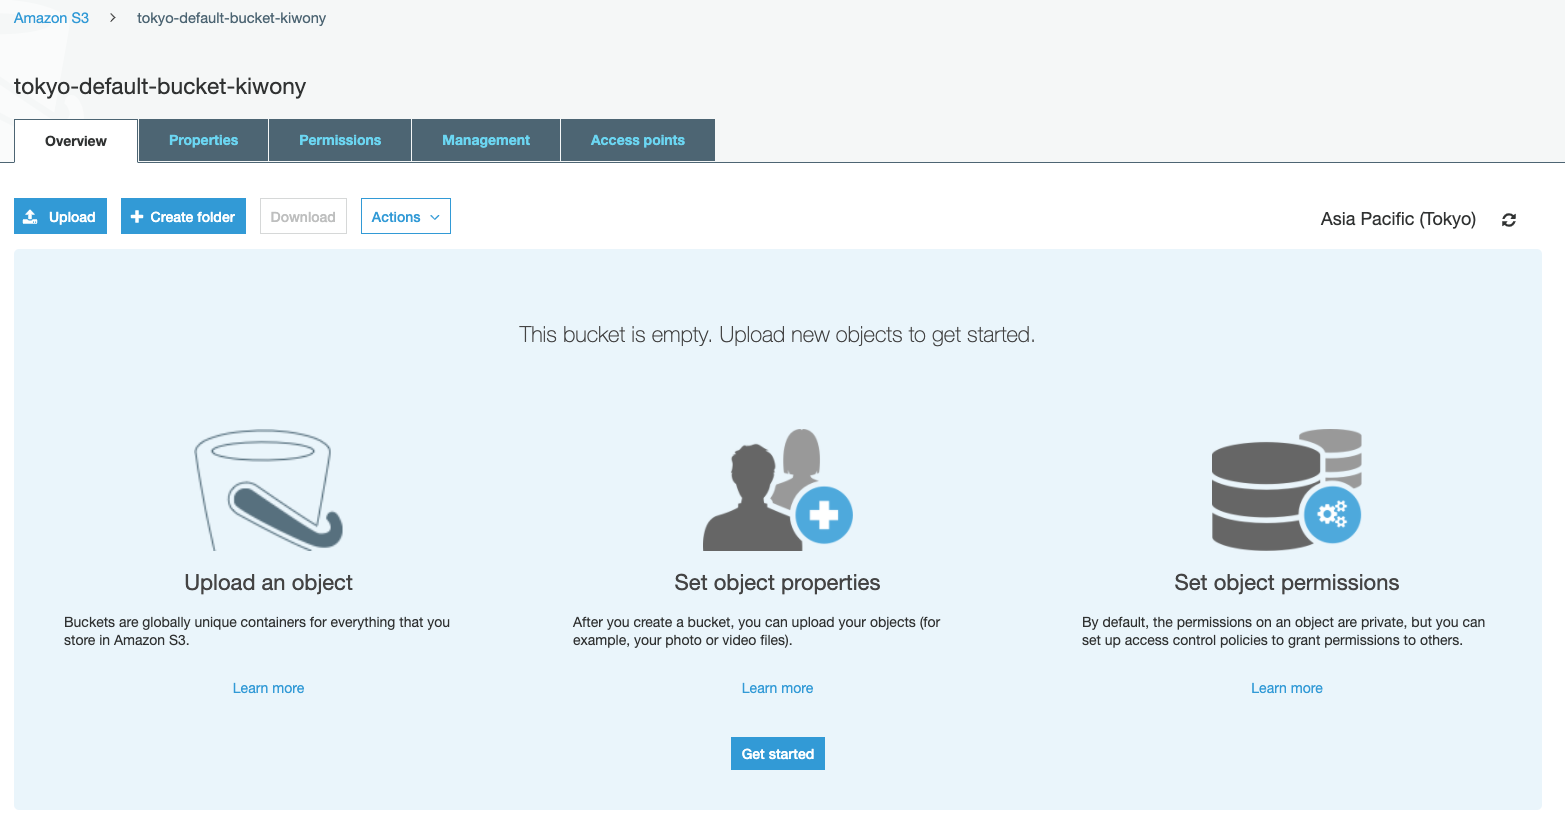 Amazon S3 > tokyo-default-bucket-kiwony
tokyo-default-bucket-kiwony
Overview Properties Permissions Management Access points
Upload Create folder Download Actions Asia Pacific (Tokyo)
This bucket is empty. Upload new objects to get started.
Upload an object
Buckets are globally unique containers for everything that you
store in Amazon S3.
Learn more
Set object properties
After you create a bucket, you can upload your objects (for
example, your photo or video files).
Learn more
Set object permissions
By default, the permissions on an object are private, but you can
set up access control policies to grant permissions to others.
Learn more
Get started